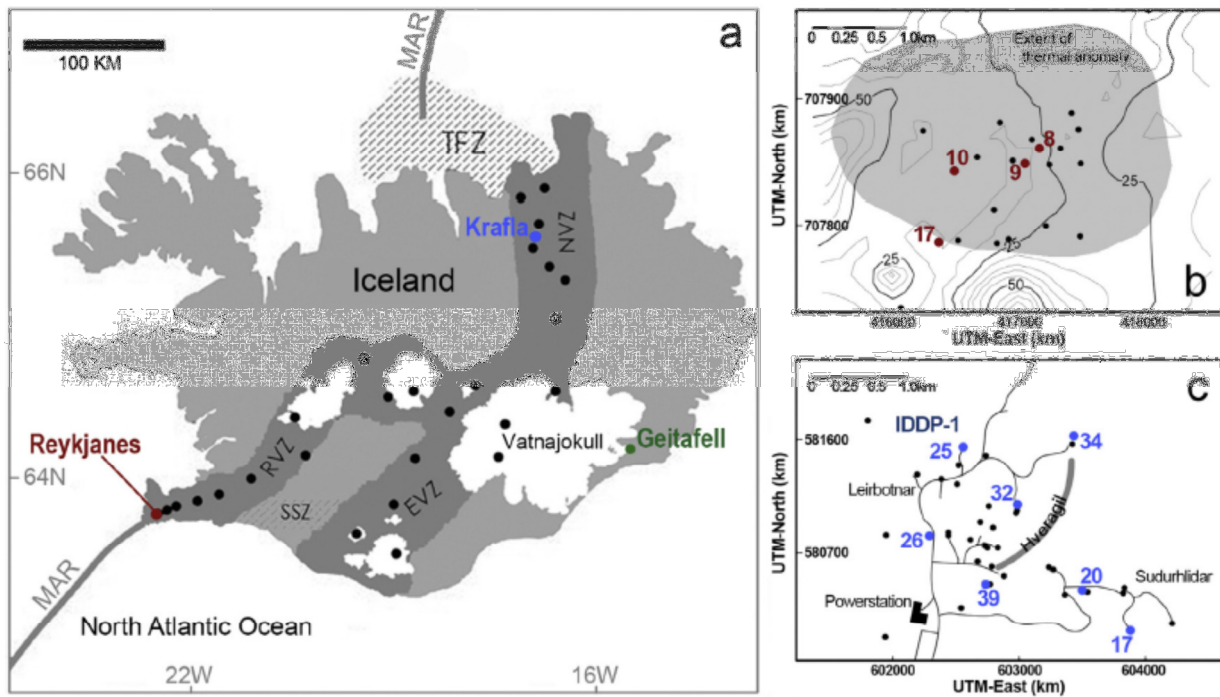 a
100 KM
MAR
TFZ
66N
Krafla
NVZ
Iceland
Vatnajokull
Geitafell
Reykjanes
RVZ
64N
SSZ
EVZ
MAR
North Atlantic Ocean
22W
16W
0 0.25 0.5 1.0km
Extent of
thermal anomaly
50
707900
8
10
9
25
UTM-North (km)
17
707800
25
25
50
b
416000
417000
418000
UTM-East (km)
0 0.25 0.5 1.0km
c
IDDP-1
581600
25
34
Leirbotnar
32
UTM-North (km)
26
Hveragil
580700
20
Sudurhlidar
39
Powerstation
17
602000
603000
604000
UTM-East (km)